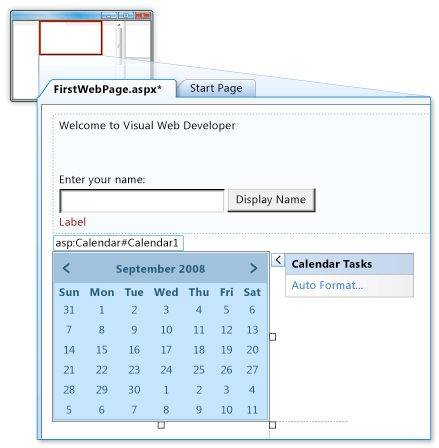 FirstWebPage.aspx* Start Page
Welcome to Visual Web Developer
Enter your name:
Display Name
Label
asp:Calendar#Calendar1
< September 2008 > < Calendar Tasks
Sun Mon Tue Wed Thu Fri Sat Auto Format...
31 1 2 3 4 5 6
7 8 9 10 11 12 13
14 15 16 17 18 19 20
21 22 23 24 25 26 27
28 29 30 1 2 3 4
5 6 7 8 9 10 11